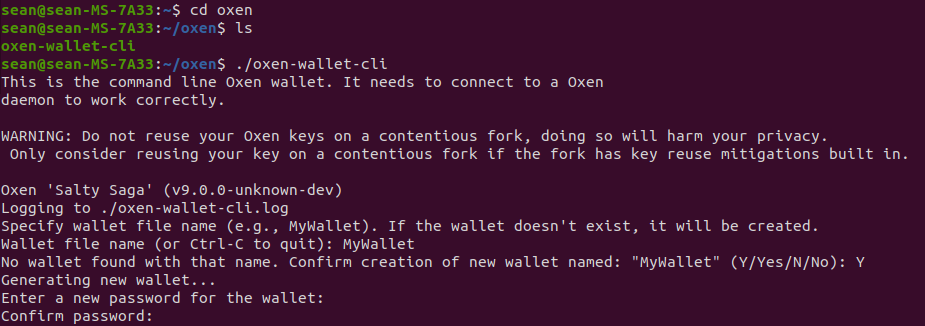 sean@sean-MS-7A33:~$ cd oxen
sean@sean-MS-7A33:~/oxen$ ls
oxen-wallet-cli
sean@sean-MS-7A33:~/oxen$ ./oxen-wallet-cli
This is the command line Oxen wallet. It needs to connect to a Oxen
daemon to work correctly.

WARNING: Do not reuse your Oxen keys on a contentious fork, doing so will harm your privacy.
 Only consider reusing your key on a contentious fork if the fork has key reuse mitigations built in.

Oxen 'Salty Saga' (v9.0.0-unknown-dev)
Logging to ./oxen-wallet-cli.log
Specify wallet file name (e.g., MyWallet). If the wallet doesn't exist, it will be created.
Wallet file name (or Ctrl-C to quit): MyWallet
No wallet found with that name. Confirm creation of new wallet named: "MyWallet" (Y/Yes/N/No): Y
Generating new wallet...
Enter a new password for the wallet:
Confirm password: